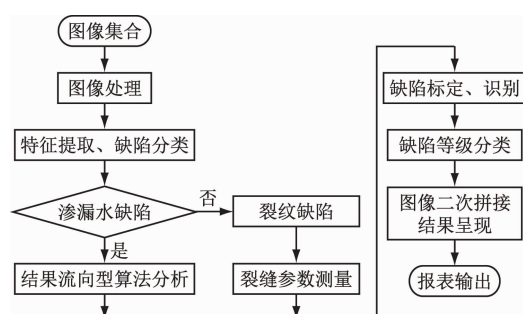 图像集合
图像处理
特征提取、缺陷分类
渗漏水缺陷
否
是
裂纹缺陷
结果流向型算法分析
裂缝参数测量
缺陷标定、识别
缺陷等级分类
图像二次拼接
结果呈现
报表输出